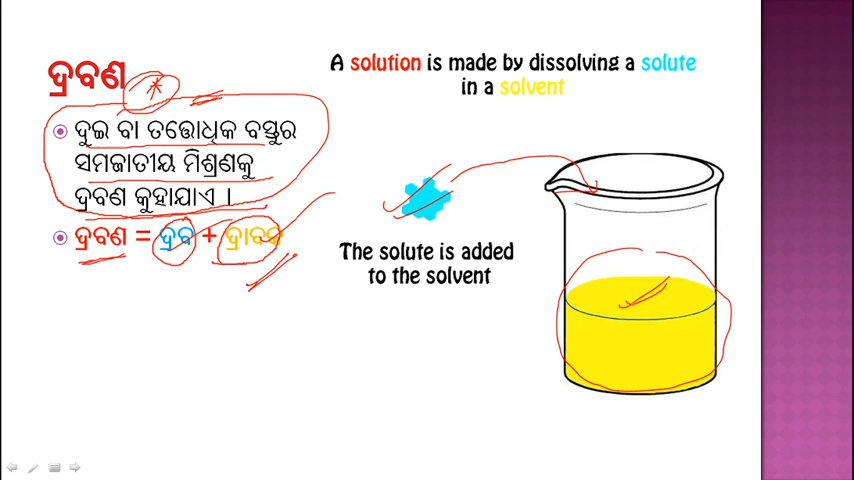 ଦ୍ରବଣ
A solution is made by dissolving a solute
in a solvent
ଦୁଇ ବା ତତ୍ତୋଧିକ ବସ୍ତୁର
ସମଜାତୀୟ ମିଶ୍ରଣକୁ
ଦ୍ରବଣ କୁହାଯାଏ ।
ଦ୍ରବଣ = ଦ୍ରବ + ଦ୍ରାବକ
The solute is added
to the solvent